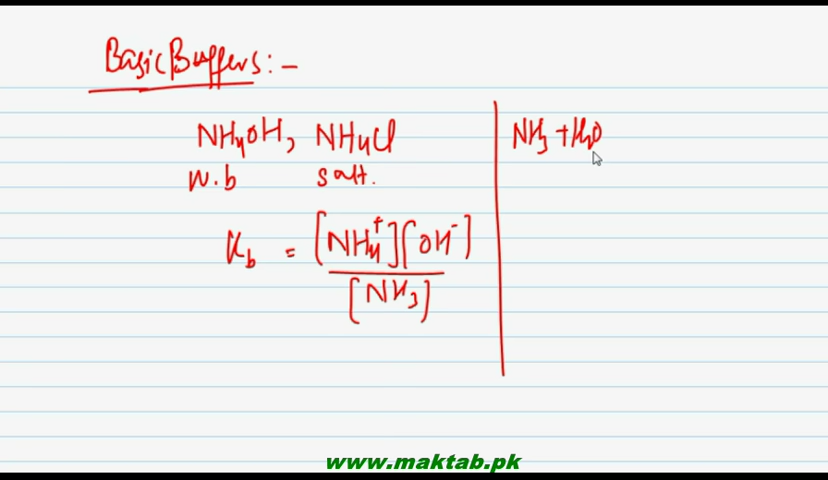 Basic Buffers:-
NH4OH, NH4Cl
w.b salt.
Kb = [NH4+][OH-]
[NH3]
NH3 + H2O
www.maktab.pk